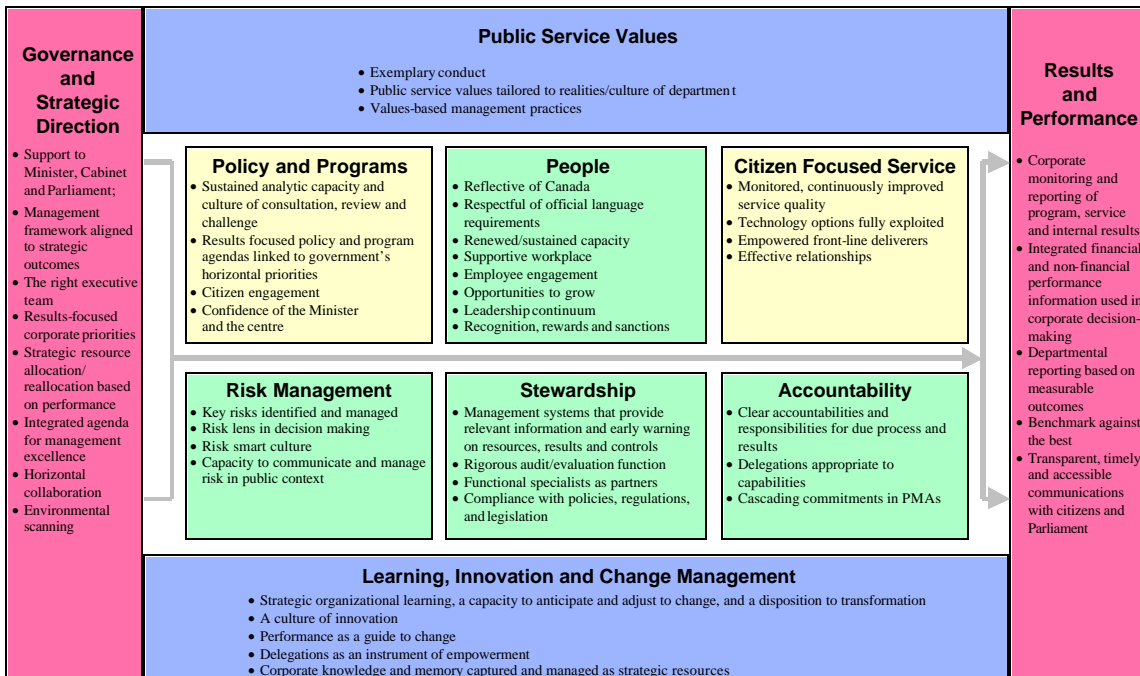 Governance
and
Strategic
Direction
• Support to
Minister, Cabinet
and Parliament;
• Management
framework aligned
to strategic
outcomes
• The right executive
team
• Results-focused
corporate priorities
• Strategic resource
allocation/
reallocation based
on performance
• Integrated agenda
for management
excellence
• Horizontal
collaboration
• Environmental
scanning
Public Service Values
• Exemplary conduct
• Public service values tailored to realities/culture of department
• Values-based management practices
Policy and Programs
• Sustained analytic capacity and
culture of consultation, review and
challenge
• Results focused policy and program
agendas linked to government's
horizontal priorities
• Citizen engagement
• Confidence of the Minister
and the centre
People
• Reflective of Canada
• Respectful of official language
requirements
• Renewed/sustained capacity
• Supportive workplace
• Employee engagement
• Opportunities to grow
• Leadership continuum
• Recognition, rewards and sanctions
Citizen Focused Service
• Monitored, continuously improved
service quality
• Technology options fully exploited
• Empowered front-line deliverers
• Effective relationships
Risk Management
• Key risks identified and managed
• Risk lens in decision making
• Risk smart culture
• Capacity to communicate and manage
risk in public context
Stewardship
• Management systems that provide
relevant information and early warning
on resources, results and controls
• Rigorous audit/evaluation function
• Functional specialists as partners
• Compliance with policies, regulations,
and legislation
Accountability
• Clear accountabilities and
responsibilities for due process and
results
• Delegations appropriate to
capabilities
• Cascading commitments in PMAs
Learning, Innovation and Change Management
• Strategic organizational learning, a capacity to anticipate and adjust to change, and a disposition to transformation
• A culture of innovation
• Performance as a guide to change
• Delegations as an instrument of empowerment
• Corporate knowledge and memory captured and managed as strategic resources
Results
and
Performance
• Corporate
monitoring and
reporting of
program, service
and internal results
• Integrated financial
and non-financial
performance
information used in
corporate decision-
making
• Departmental
reporting based on
measurable
outcomes
• Benchmark against
the best
• Transparent, timely
and accessible
communications
with citizens and
Parliament